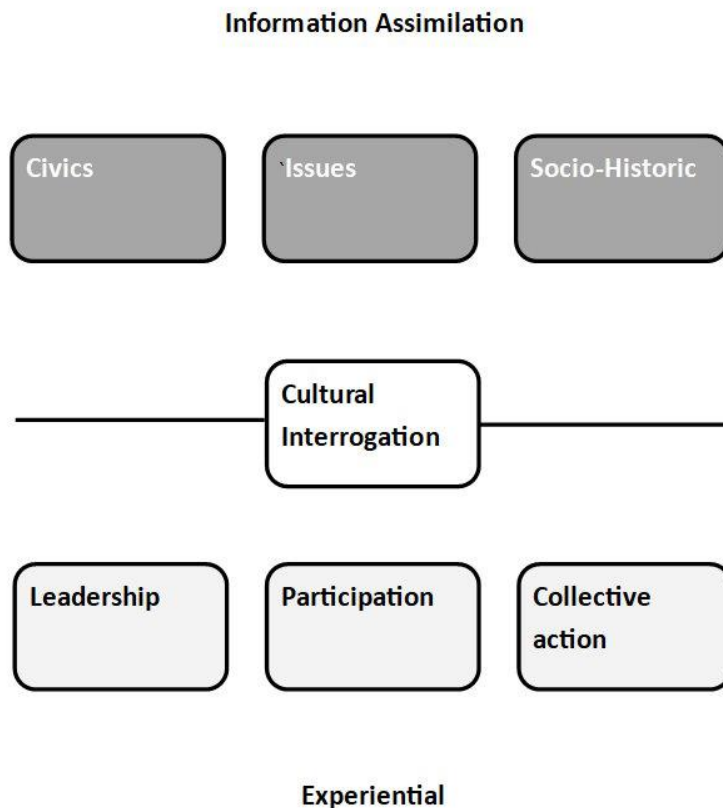 Information Assimilation
Civics
`Issues
Socio-Historic
Cultural
Interrogation
Leadership
Participation
Collective
action
Experiential